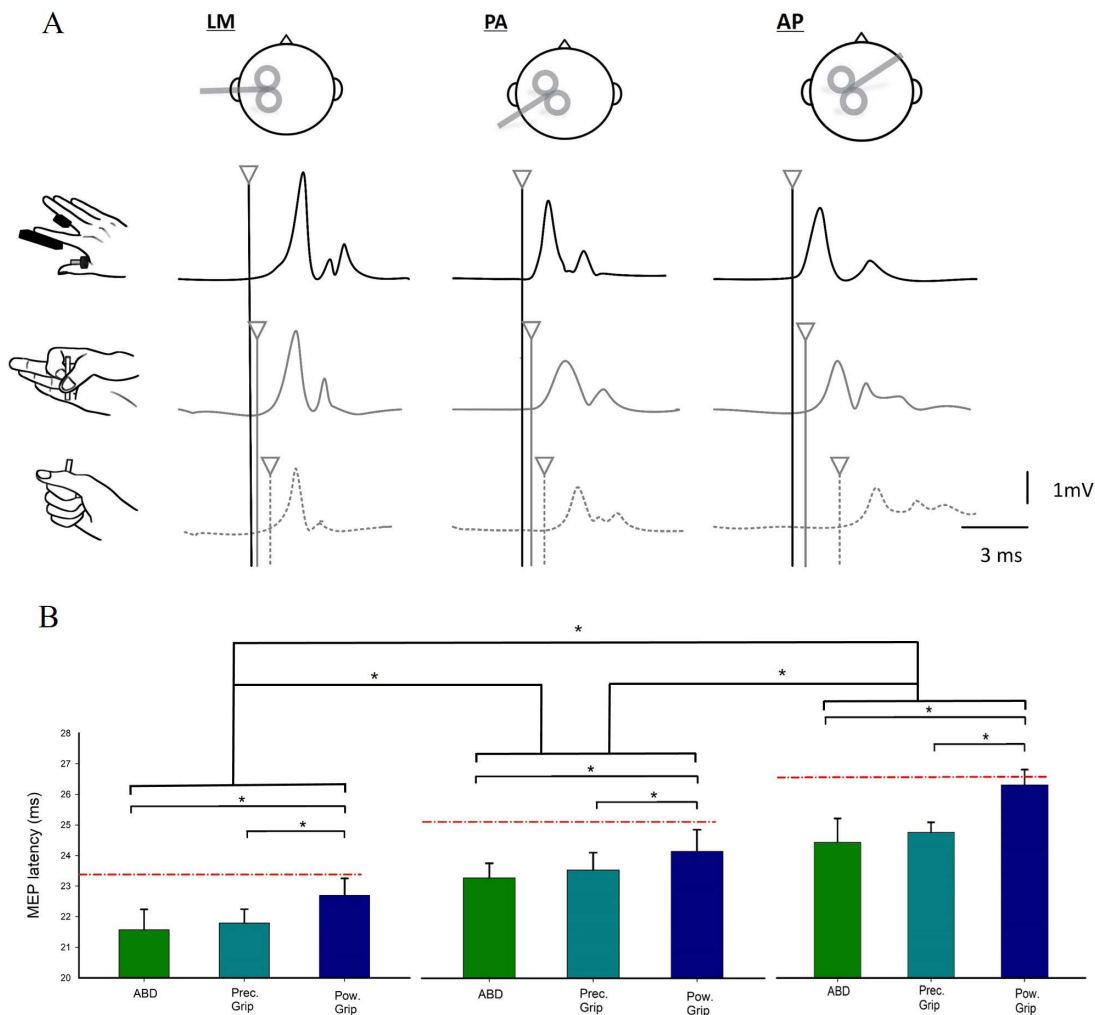 A
LM
PA
AP
1mV
3 ms
B
*
*
*
*
*
*
*
*
*
MEP latency (ms)
28
27
26
25
24
23
22
21
20
ABD
Prec.
Grip
Pow.
Grip
ABD
Prec.
Grip
Pow.
Grip
ABD
Prec.
Grip
Pow.
Grip